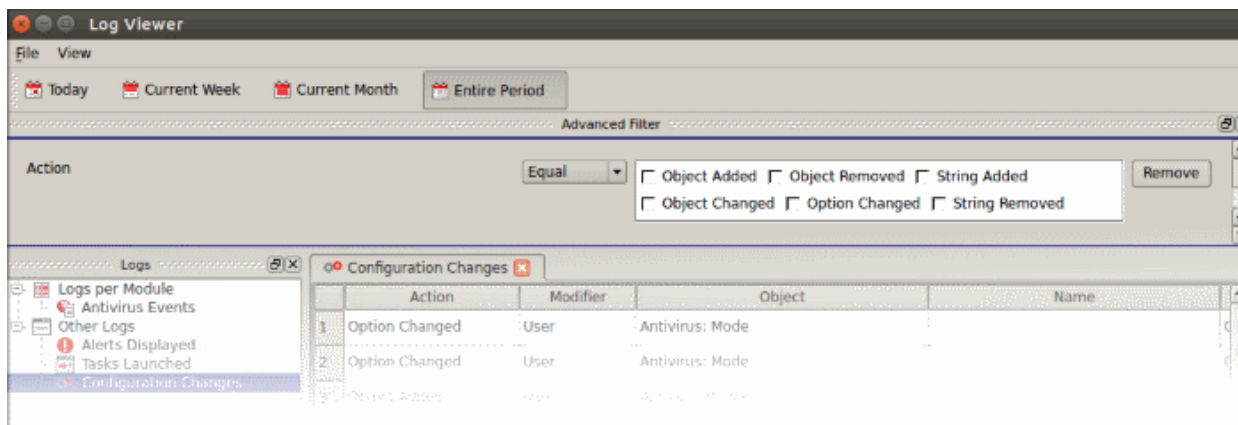 Log Viewer
File View
Today Current Week Current Month Entire Period
Advanced Filter
Action Equal Object Added Object Removed String Added Remove
Object Changed Option Changed String Removed
Logs Configuration Changes
Logs per Module Action Modifier Object Name
Antivirus Events
Other Logs 1 Option Changed User Antivirus: Mode
Alerts Displayed
Tasks Launched 2 Option Changed User Antivirus: Mode
Configuration Changes
3 Object Added User